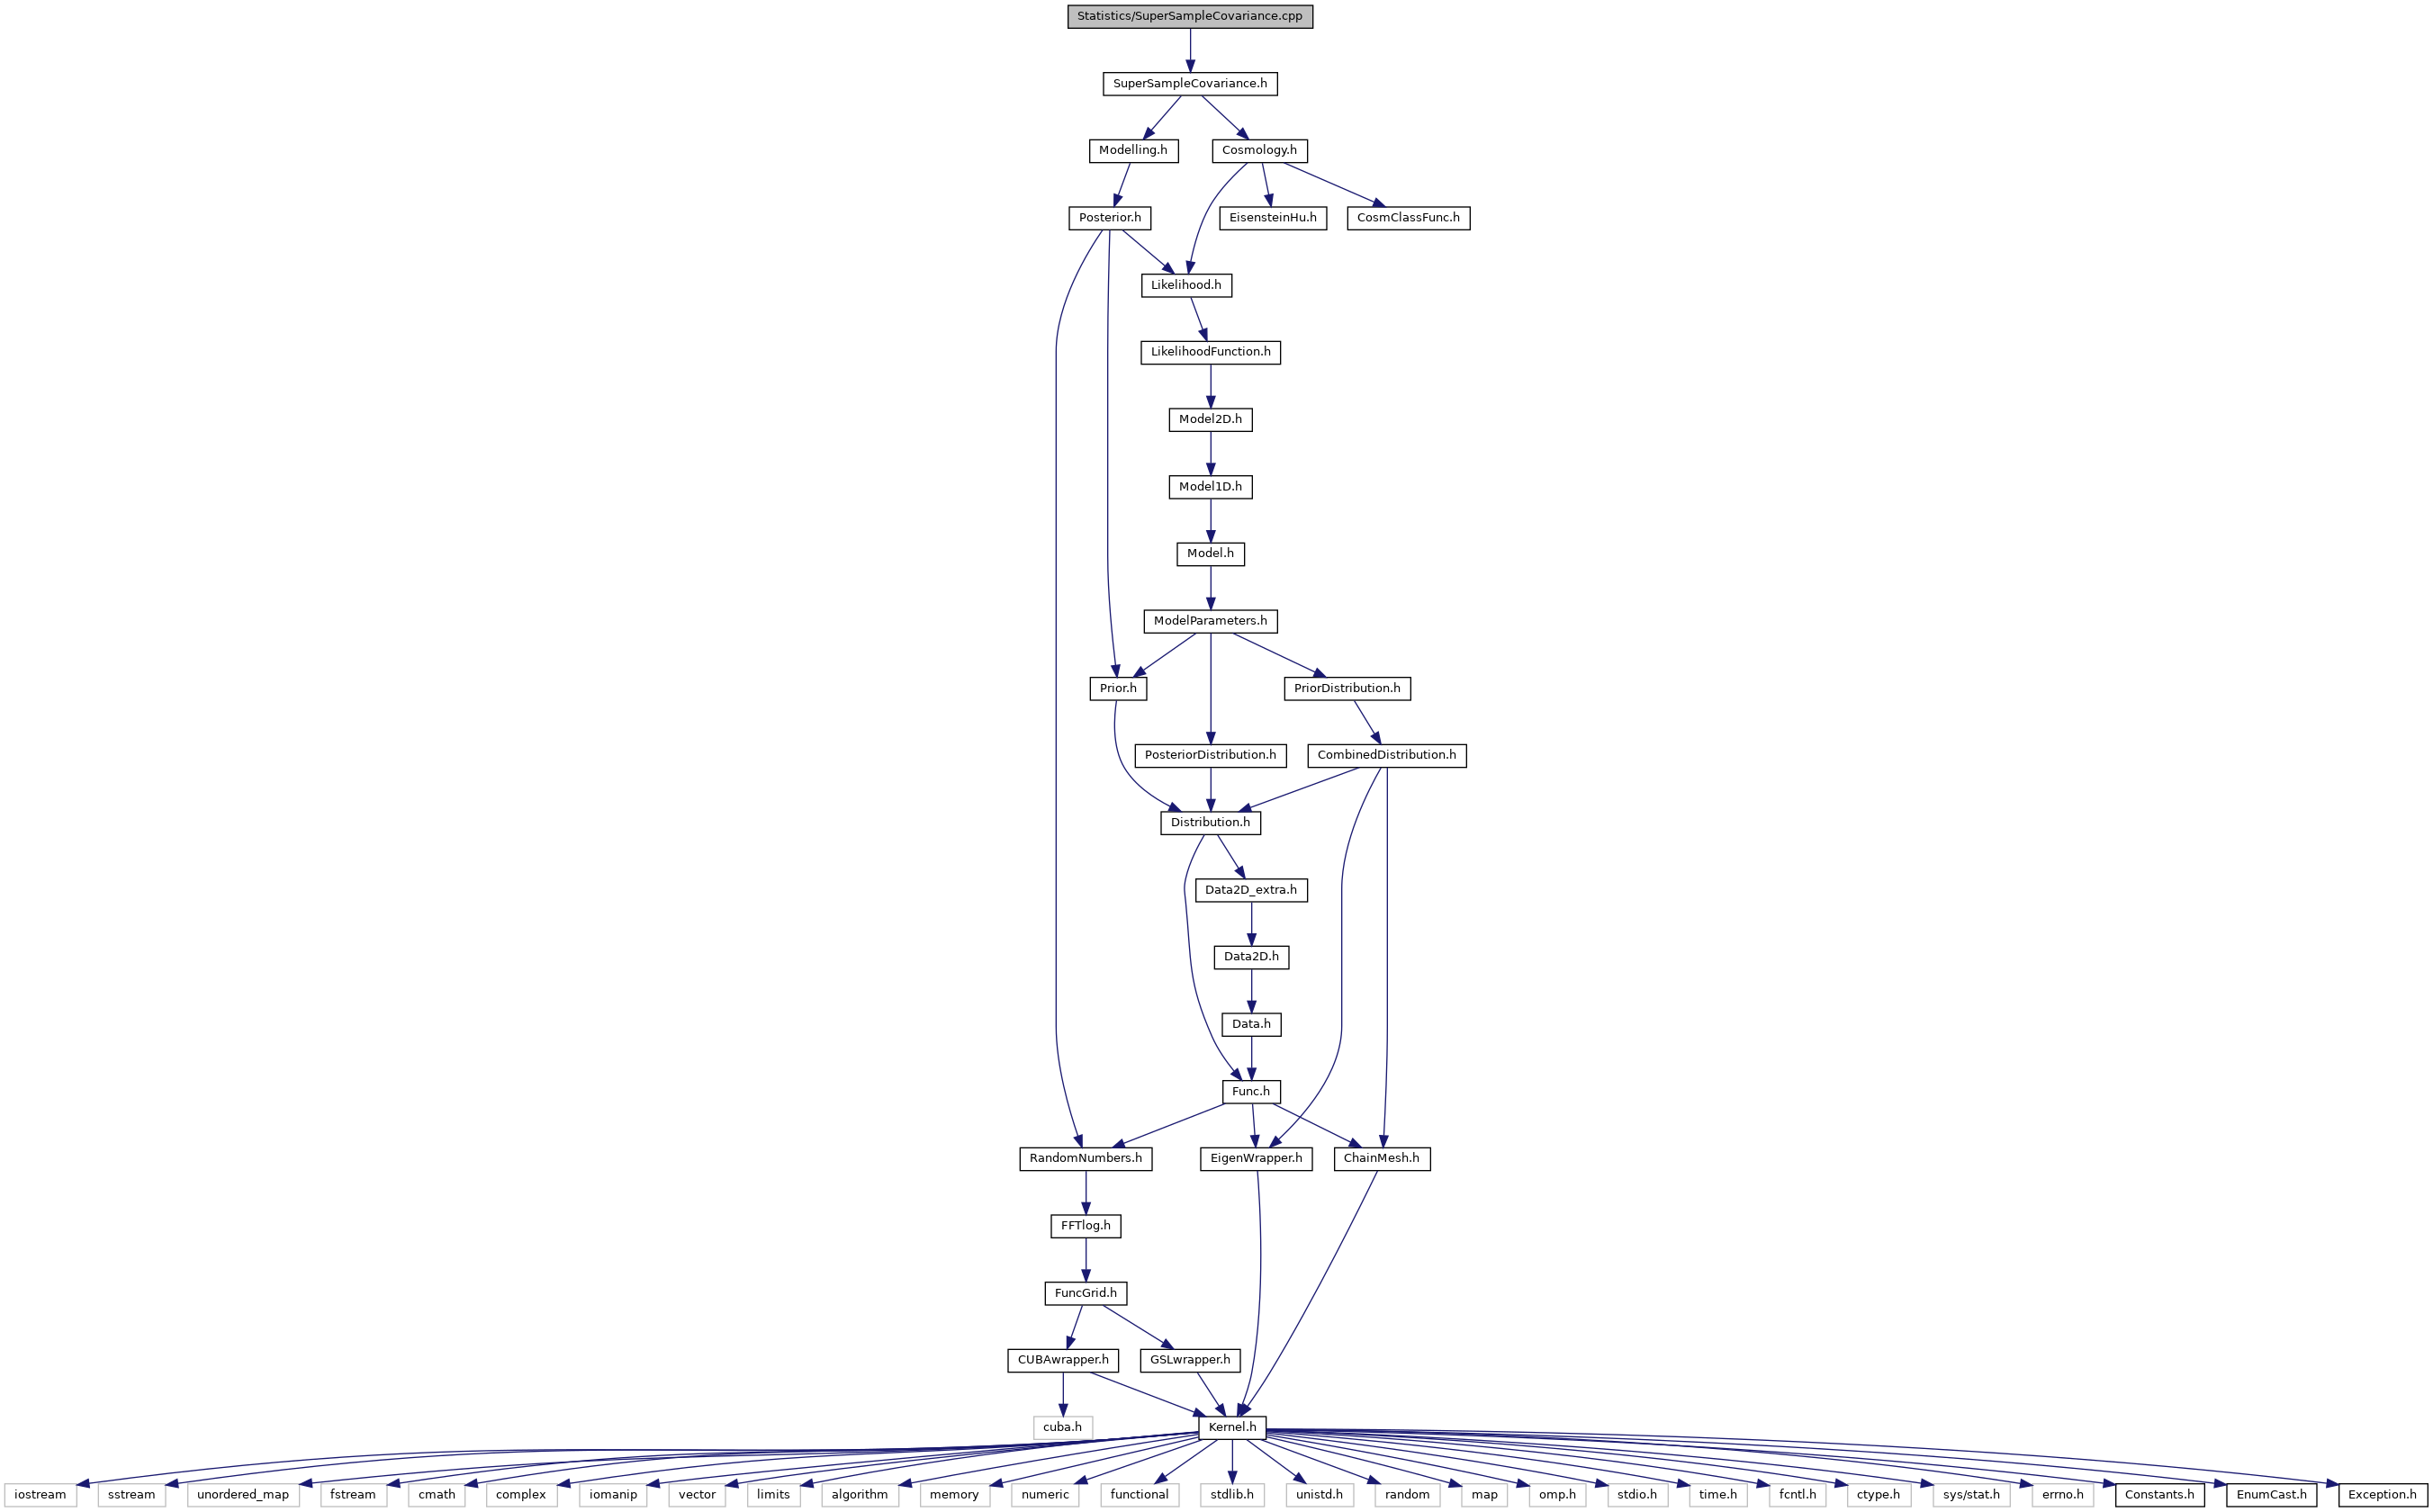 Statistics/SuperSampleCovariance.cpp
SuperSampleCovariance.h
Modelling.h
Cosmology.h
Posterior.h
EisensteinHu.h
CosmClassFunc.h
Likelihood.h
LikelihoodFunction.h
Model2D.h
Model1D.h
Model.h
ModelParameters.h
Prior.h
PriorDistribution.h
PosteriorDistribution.h
CombinedDistribution.h
Distribution.h
Data2D_extra.h
Data2D.h
Data.h
Func.h
RandomNumbers.h
EigenWrapper.h
ChainMesh.h
FFTlog.h
FuncGrid.h
CUBAwrapper.h
GSLwrapper.h
cuba.h
Kernel.h
iostream
sstream
unordered_map
fstream
cmath
complex
iomanip
vector
limits
algorithm
memory
numeric
functional
stdlib.h
unistd.h
random
map
omp.h
stdio.h
time.h
fcntl.h
ctype.h
sys/stat.h
errno.h
Constants.h
EnumCast.h
Exception.h